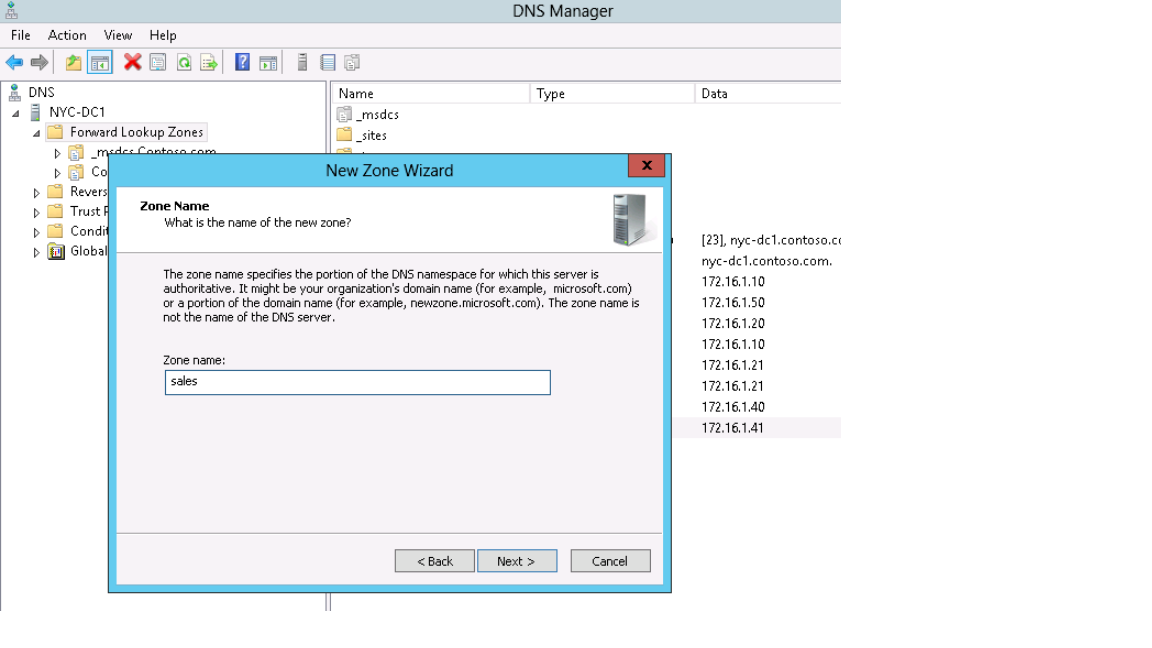 DNS Manager
File Action View Help
DNS
NYC-DC1
Forward Lookup Zones
_msdcs.Contoso.com
Co
Revers
Trust P
Condit
Global
Name Type Data
_msdcs
_sites
[23], nyc-dc1.contoso.co
nyc-dc1.contoso.com.
172.16.1.10
172.16.1.50
172.16.1.20
172.16.1.10
172.16.1.21
172.16.1.21
172.16.1.40
172.16.1.41
New Zone Wizard
x
Zone Name
What is the name of the new zone?
The zone name specifies the portion of the DNS namespace for which this server is
authoritative. It might be your organization's domain name (for example, microsoft.com)
or a portion of the domain name (for example, newzone.microsoft.com). The zone name is
not the name of the DNS server.
Zone name:
sales
< Back Next > Cancel